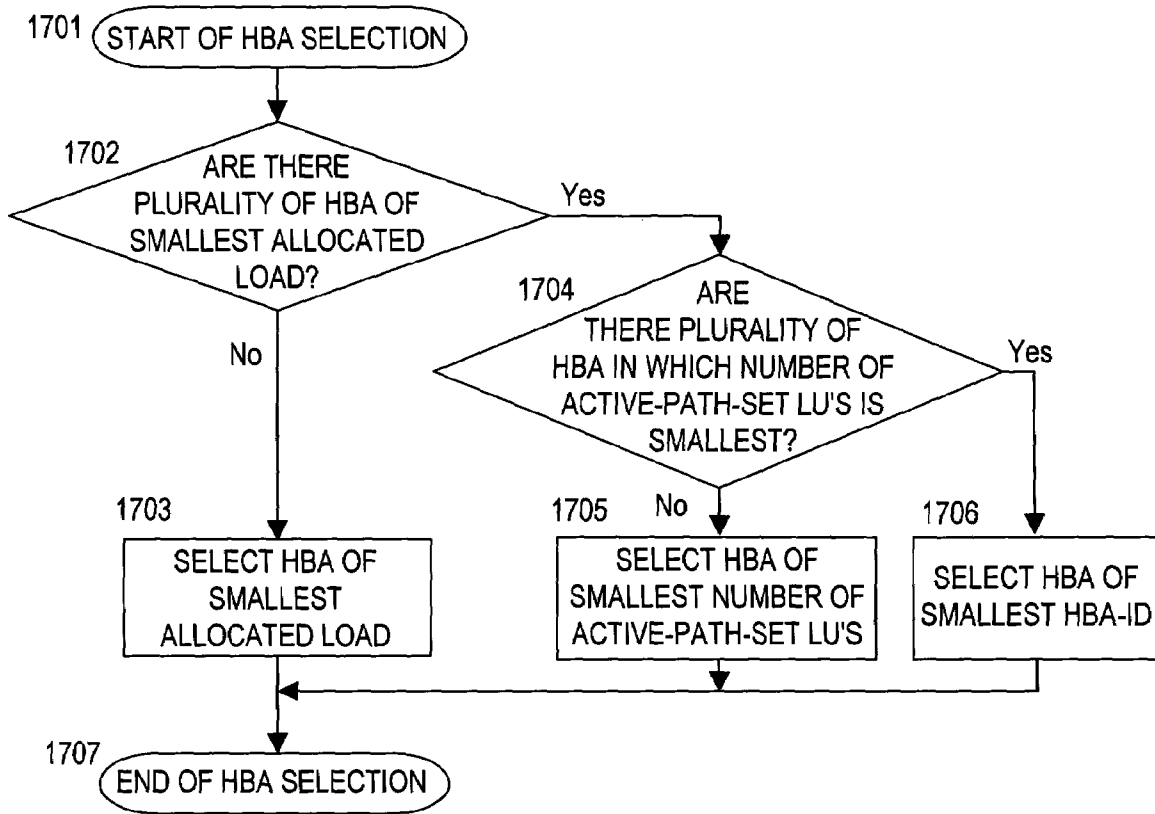 1701
START OF HBA SELECTION
1702
ARE THERE
PLURALITY OF HBA OF
SMALLEST ALLOCATED
LOAD?
Yes
No
1704
ARE
THERE PLURALITY OF
HBA IN WHICH NUMBER OF
ACTIVE-PATH-SET LU'S IS
SMALLEST?
Yes
No
1703
SELECT HBA OF
SMALLEST
ALLOCATED LOAD
1705
SELECT HBA OF
SMALLEST NUMBER OF
ACTIVE-PATH-SET LU'S
1706
SELECT HBA OF
SMALLEST HBA-ID
1707
END OF HBA SELECTION